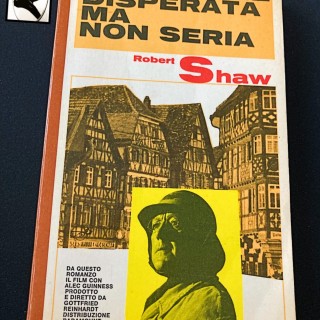 DISPERATA
MA
NON SERIA
Robert
Shaw
DA QUESTO
ROMANZO
IL FILM CON
ALEC GUINNESS
PRODOTTO
E DIRETTO DA
GOTTFRIED
REINHARDT
DISTRIBUZIONE
PARAMOUNT